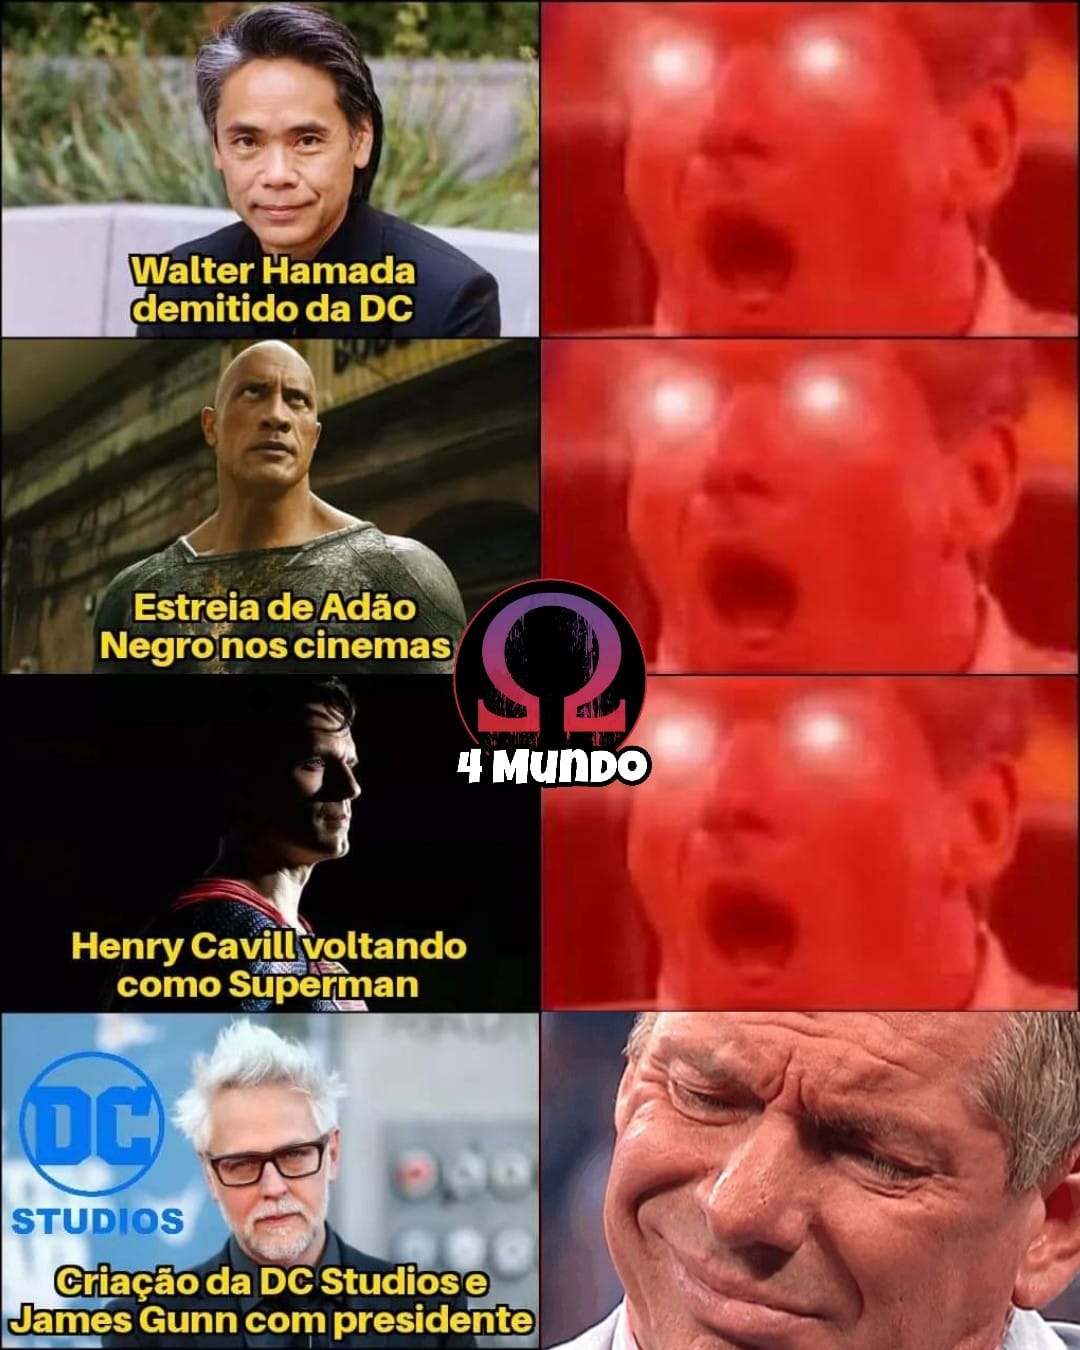 Walter Hamada
demitido da DC
Estreia de Adão
Negro nos cinemas
Ω
4 MUNDO
Henry Cavill voltando
como Superman
DC
STUDIOS
Criação da DC Studios e
James Gunn com presidente